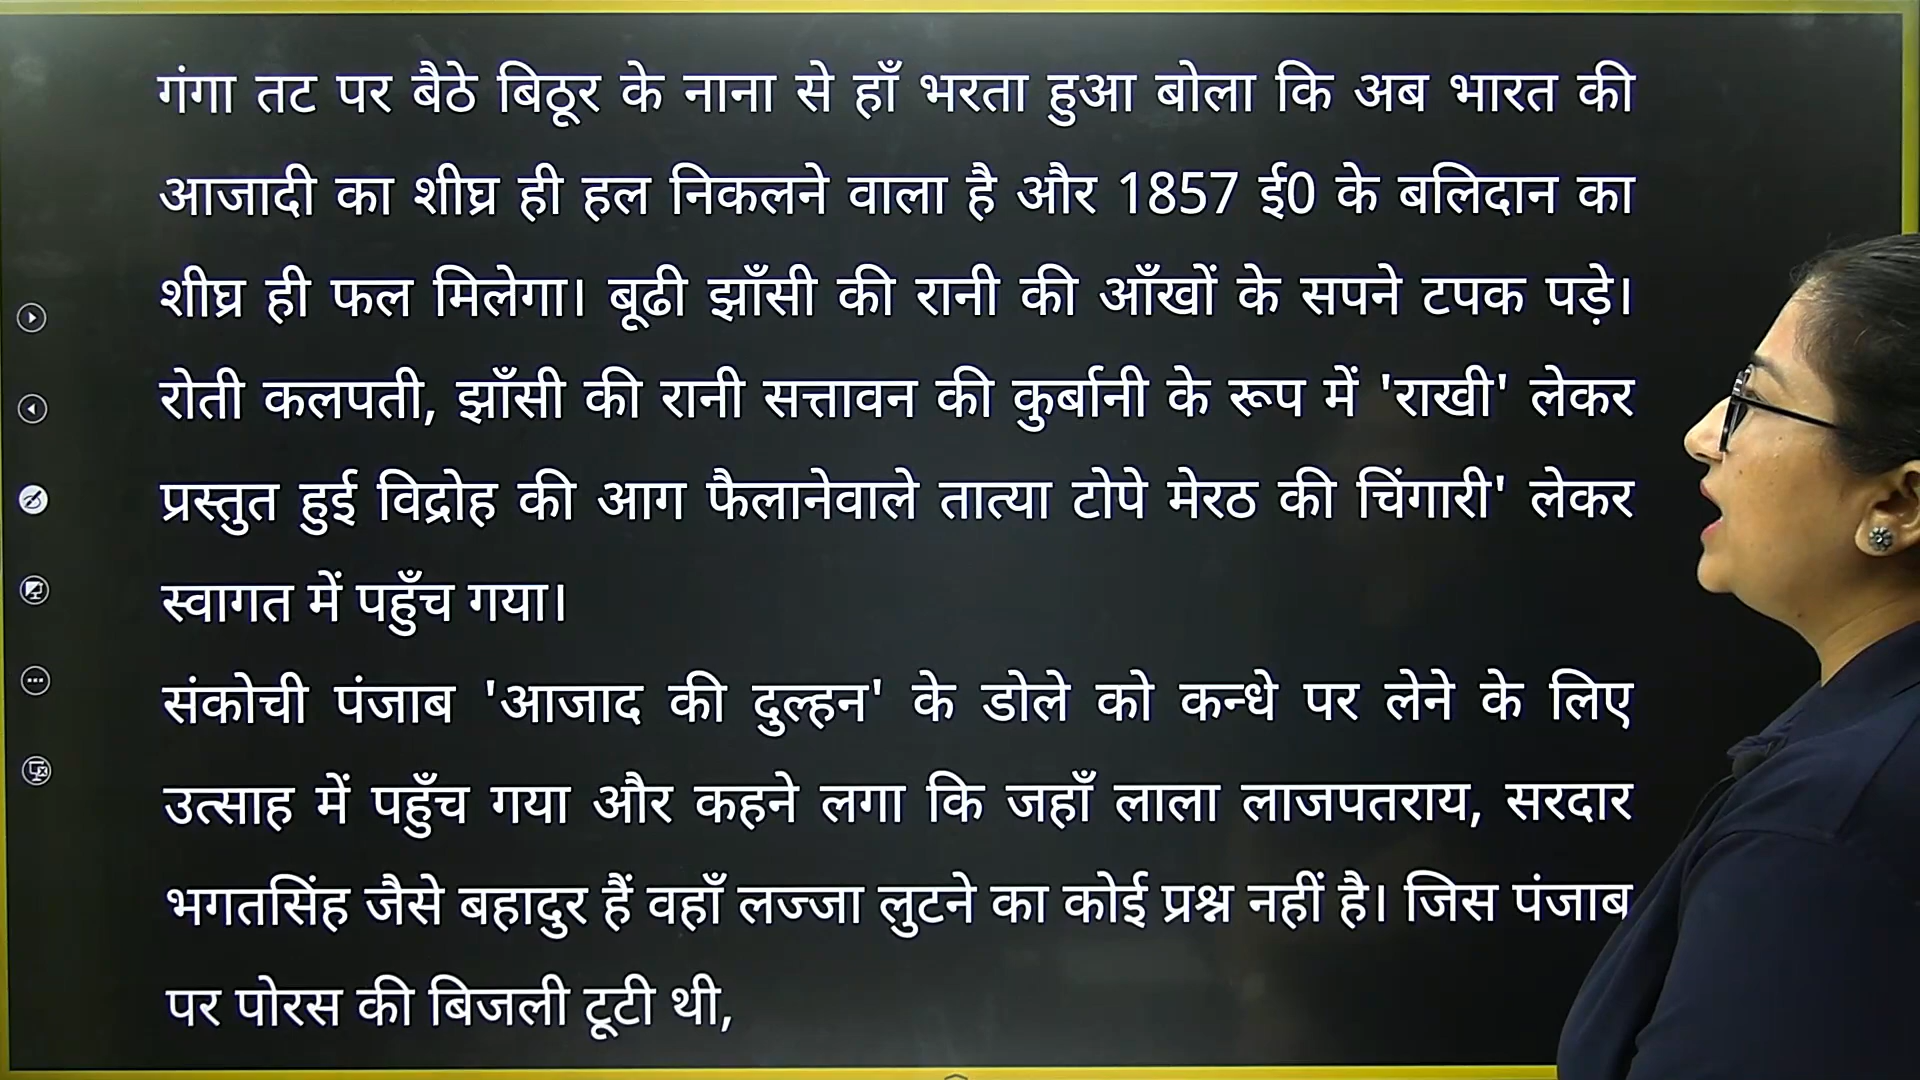 गंगा तट पर बैठे बिठूर के नाना से हाँ भरता हुआ बोला कि अब भारत की
आजादी का शीघ्र ही हल निकलने वाला है और 1857 ई0 के बलिदान का
शीघ्र ही फल मिलेगा। बूढी झाँसी की रानी की आँखों के सपने टपक पड़े।
रोती कलपती, झाँसी की रानी सत्तावन की कुर्बानी के रूप में 'राखी' लेकर
प्रस्तुत हुई विद्रोह की आग फैलानेवाले तात्या टोपे मेरठ की चिंगारी' लेकर
स्वागत में पहुँच गया।
संकोची पंजाब 'आजाद की दुल्हन' के डोले को कन्धे पर लेने के लिए
उत्साह में पहुँच गया और कहने लगा कि जहाँ लाला लाजपतराय, सरदार
भगतसिंह जैसे बहादुर हैं वहाँ लज्जा लुटने का कोई प्रश्न नहीं है। जिस पंजाब
पर पोरस की बिजली टूटी थी,